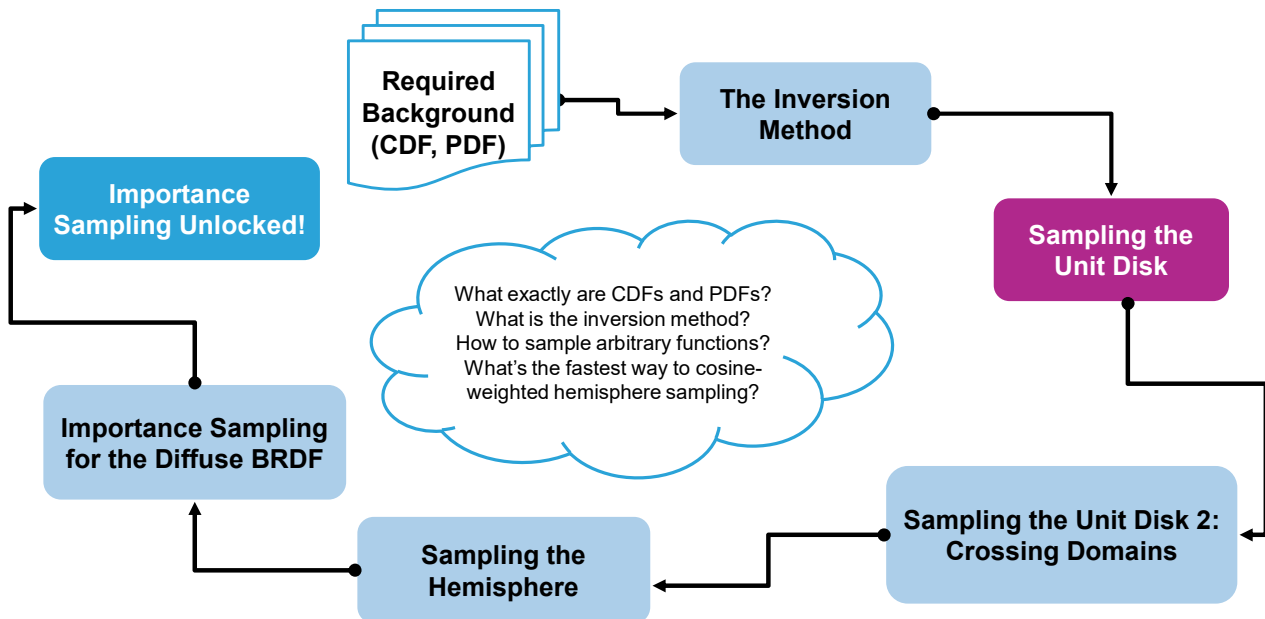 Required
Background
(CDF, PDF)
The Inversion
Method
Importance
Sampling Unlocked!
Sampling the
Unit Disk
What exactly are CDFs and PDFs?
What is the inversion method?
How to sample arbitrary functions?
What's the fastest way to cosine-
weighted hemisphere sampling?
Importance Sampling
for the Diffuse BRDF
Sampling the Unit Disk 2:
Crossing Domains
Sampling the
Hemisphere